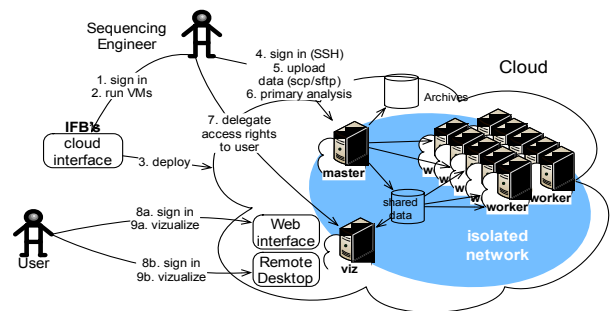 Sequencing
Engineer
4. sign in (SSH)
5. upload
data (scp/sftp)
6. primary analysis
Cloud
1. sign in
2. run VMs
Archives
7. delegate
access rights
to user
IFB's
cloud
interface
3. deploy
master
w
w
w
w
worker
worker
shared
data
isolated
network
8a. sign in
9a. vizualize
Web
interface
viz
User
8b. sign in
9b. vizualize
Remote
Desktop